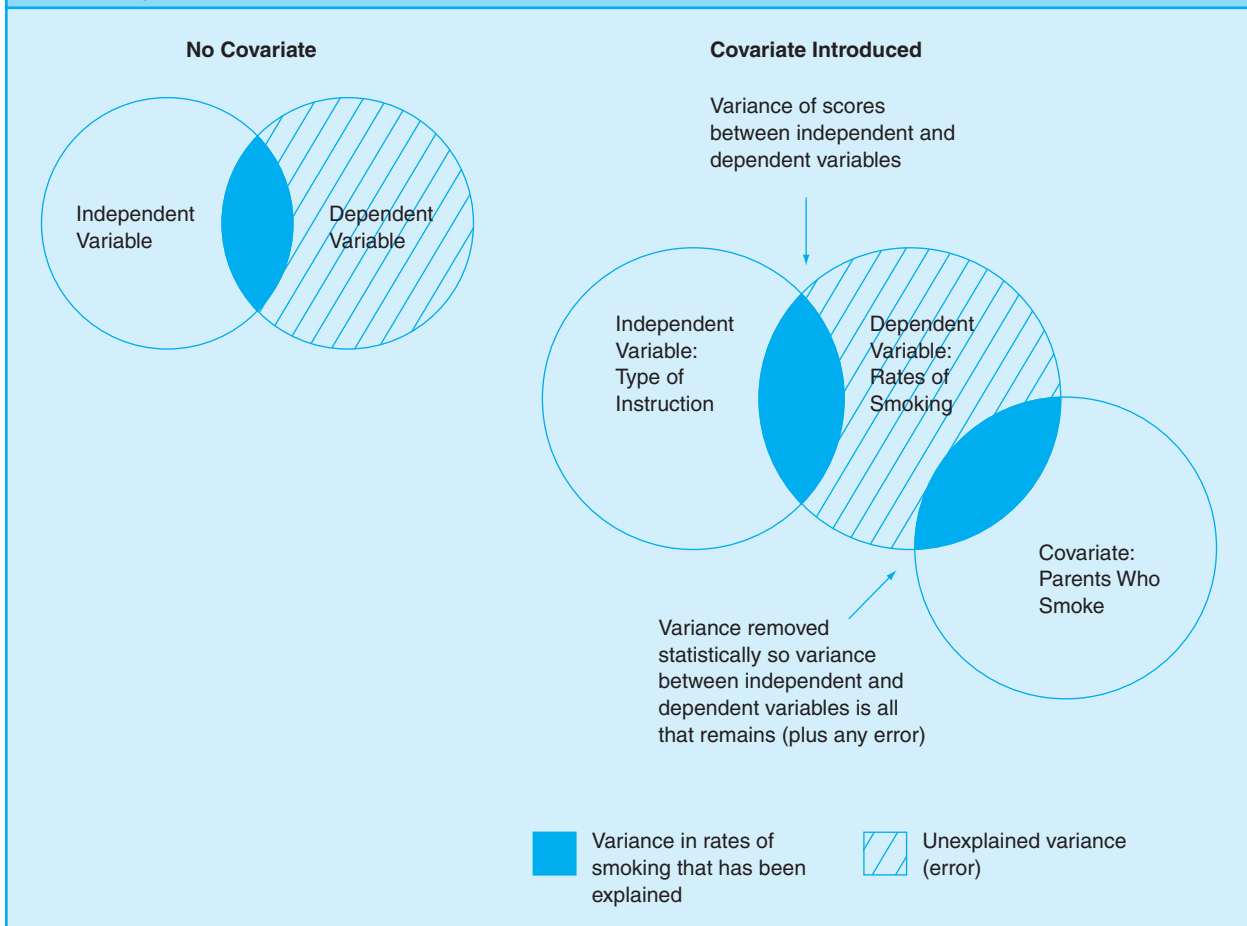 No Covariate
Independent
Variable
Dependent
Variable
Covariate Introduced
Variance of scores
between independent and
dependent variables
Independent
Variable:
Type of
Instruction
Dependent
Variable:
Rates of
Smoking
Covariate:
Parents Who
Smoke
Variance removed
statistically so variance
between independent and
dependent variables is all
that remains (plus any error)
Variance in rates of
smoking that has been
explained
Unexplained variance
(error)